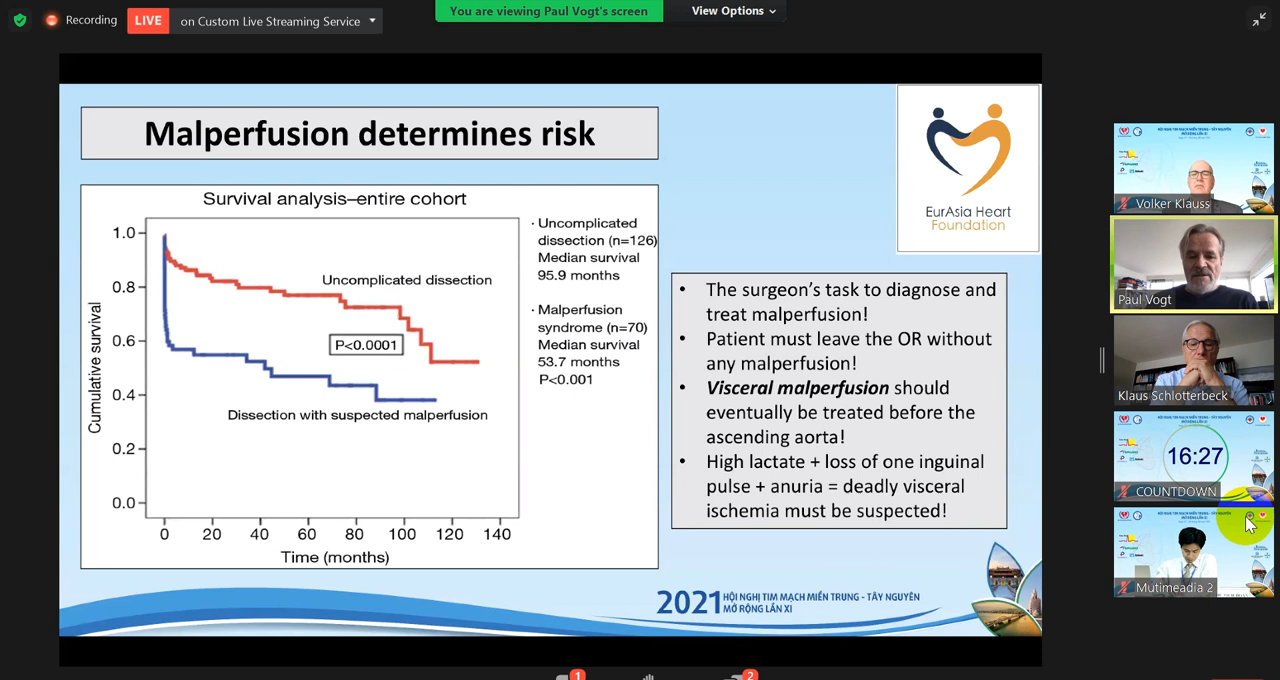 Recording
LIVE
on Custom Live Streaming Service
You are viewing Paul Vogt's screen
View Options
Malperfusion determines risk
EurAsia Heart
Foundation
Survival analysis–entire cohort
Cumulative survival
1.0
0.8
0.6
0.4
0.2
0.0
Uncomplicated dissection
P<0.0001
Dissection with suspected malperfusion
0 20 40 60 80 100 120 140
Time (months)
· Uncomplicated
dissection (n=126)
Median survival
95.9 months
· Malperfusion
syndrome (n=70)
Median survival
53.7 months
P<0.001
• The surgeon's task to diagnose and
treat malperfusion!
• Patient must leave the OR without
any malperfusion!
• Visceral malperfusion should
eventually be treated before the
ascending aorta!
• High lactate + loss of one inguinal
pulse + anuria = deadly visceral
ischemia must be suspected!
2021 HỘI NGHỊ TIM MẠCH MIỀN TRUNG - TÂY NGUYÊN
MỞ RỘNG LẦN XI
Volker Klauss
Paul Vogt
Klaus Schlotterbeck
16:27
COUNTDOWN
Mutimeadia 2
1
2